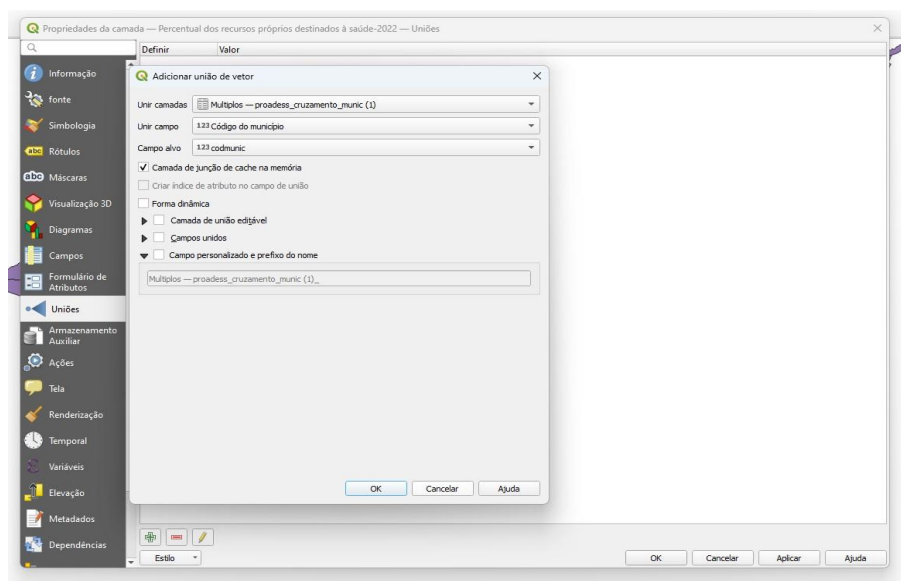 Propriedades da camada — Percentual dos recursos próprios destinados à saúde-2022 — Uniões
Definir Valor
Informação
fonte
Simbologia
abc Rótulos
abc Máscaras
Visualização 3D
Diagramas
Campos
Formulário de
Atributos
Uniões
Armazenamento
Auxiliar
Ações
Tela
Renderização
Temporal
Variáveis
Elevação
Metadados
Dependências
Adicionar união de vetor
Unir camadas Multiplos — proadess_cruzamento_munic (1)
Unir campo 123 Código do município
Campo alvo 123 codmunic
Camada de junção de cache na memória
Criar índice de atributo no campo de união
Forma dinâmica
Camada de união editável
Campos unidos
Campo personalizado e prefixo do nome
Multiplos — proadess_cruzamento_munic (1)_
OK Cancelar Ajuda
Estilo
OK Cancelar Aplicar Ajuda